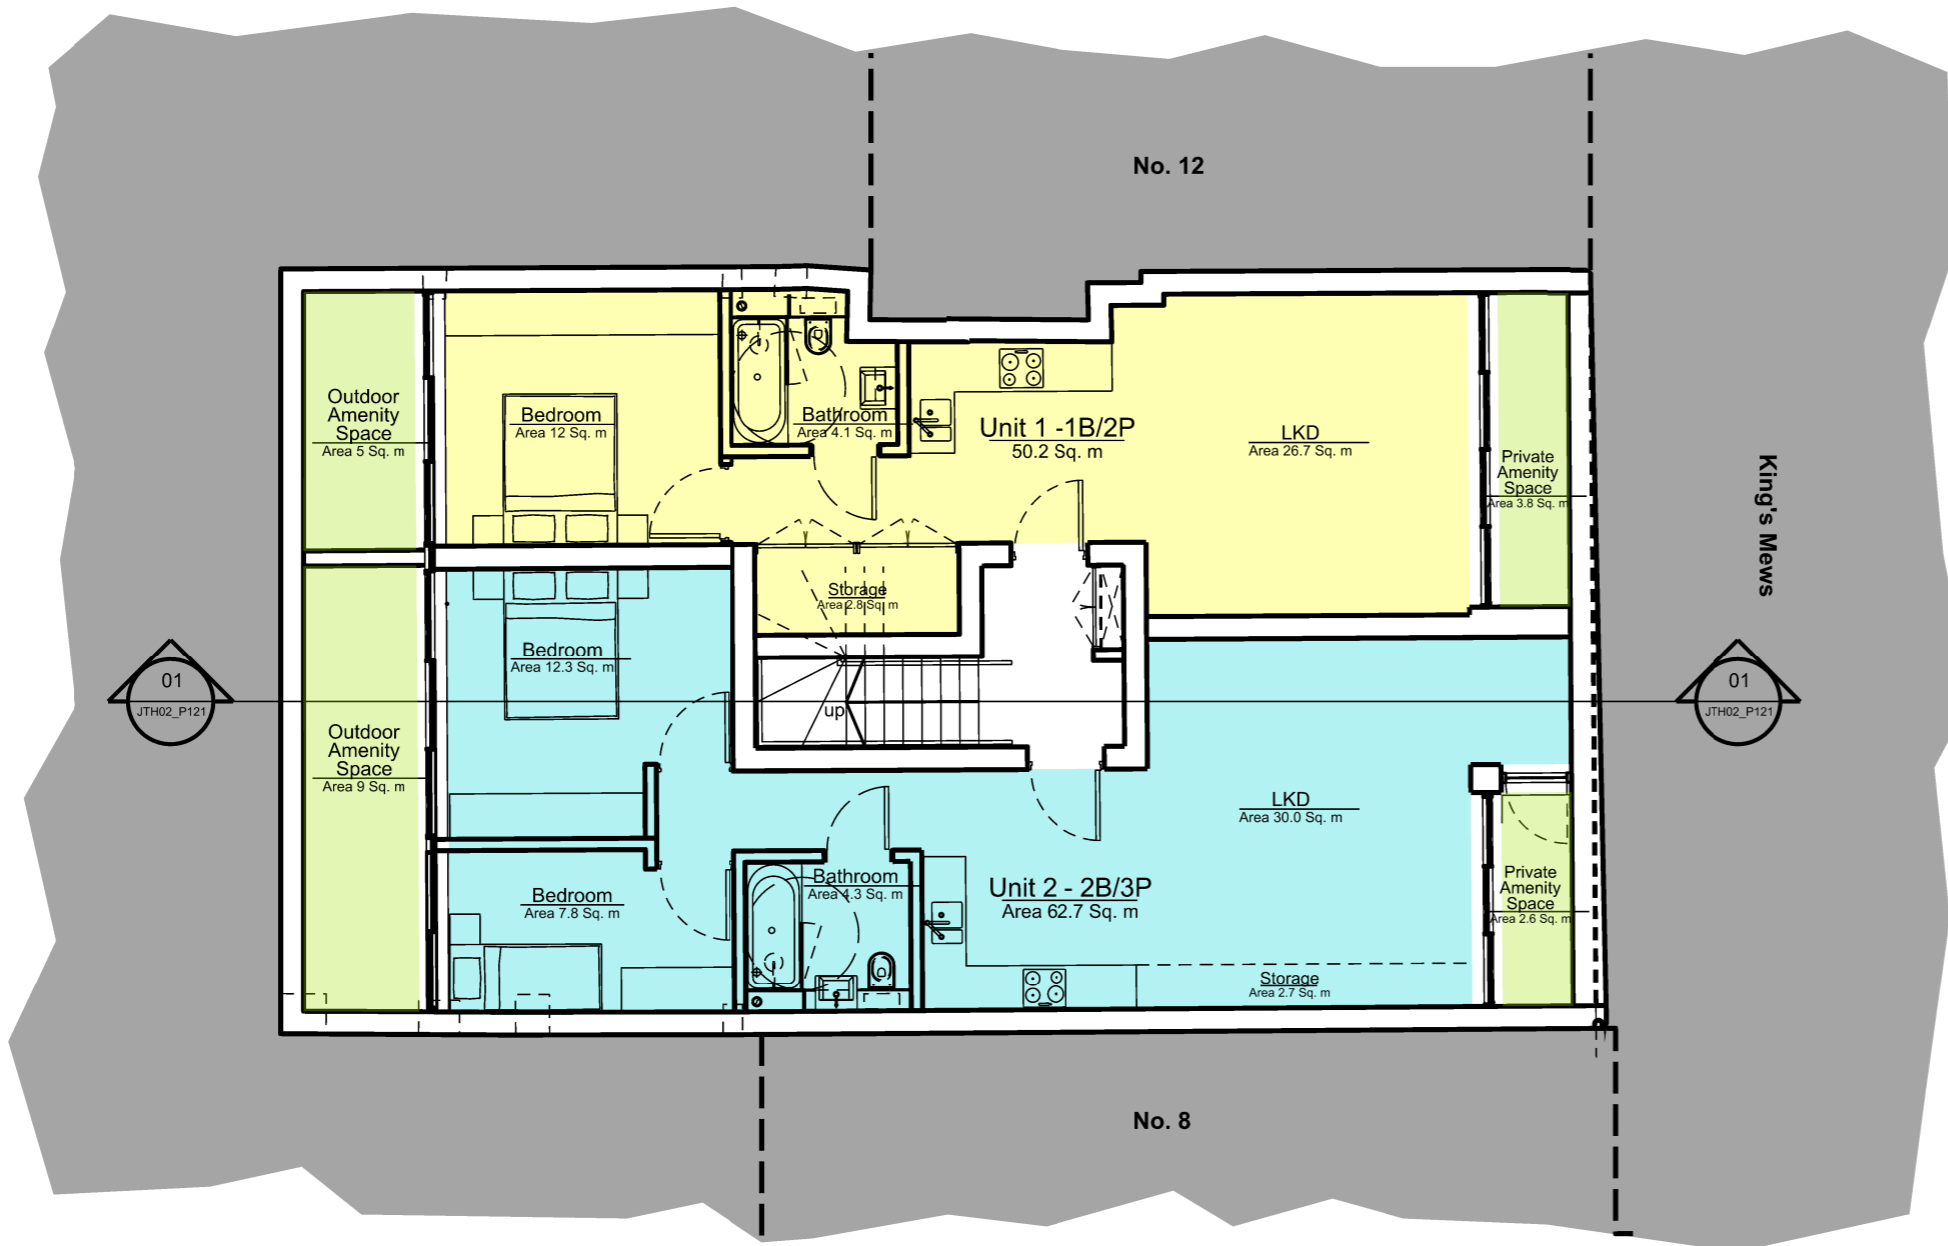 No. 12
Outdoor
Amenity
Space
Area 5 Sq. m
Bedroom
Area 12 Sq. m
Bathroom
Area 4.1 Sq. m
Unit 1 -1B/2P
50.2 Sq. m
LKD
Area 26.7 Sq. m
Private
Amenity
Space
Area 3.8 Sq. m
King's Mews
Storage
Area 2.8 Sq. m
Bedroom
Area 12.3 Sq. m
up
01
JTH02_P121
01
JTH02_P121
Outdoor
Amenity
Space
Area 9 Sq. m
LKD
Area 30.0 Sq. m
Bedroom
Area 7.8 Sq. m
Bathroom
Area 4.3 Sq. m
Unit 2 - 2B/3P
Area 62.7 Sq. m
Private
Amenity
Space
Area 2.6 Sq. m
Storage
Area 2.7 Sq. m
No. 8